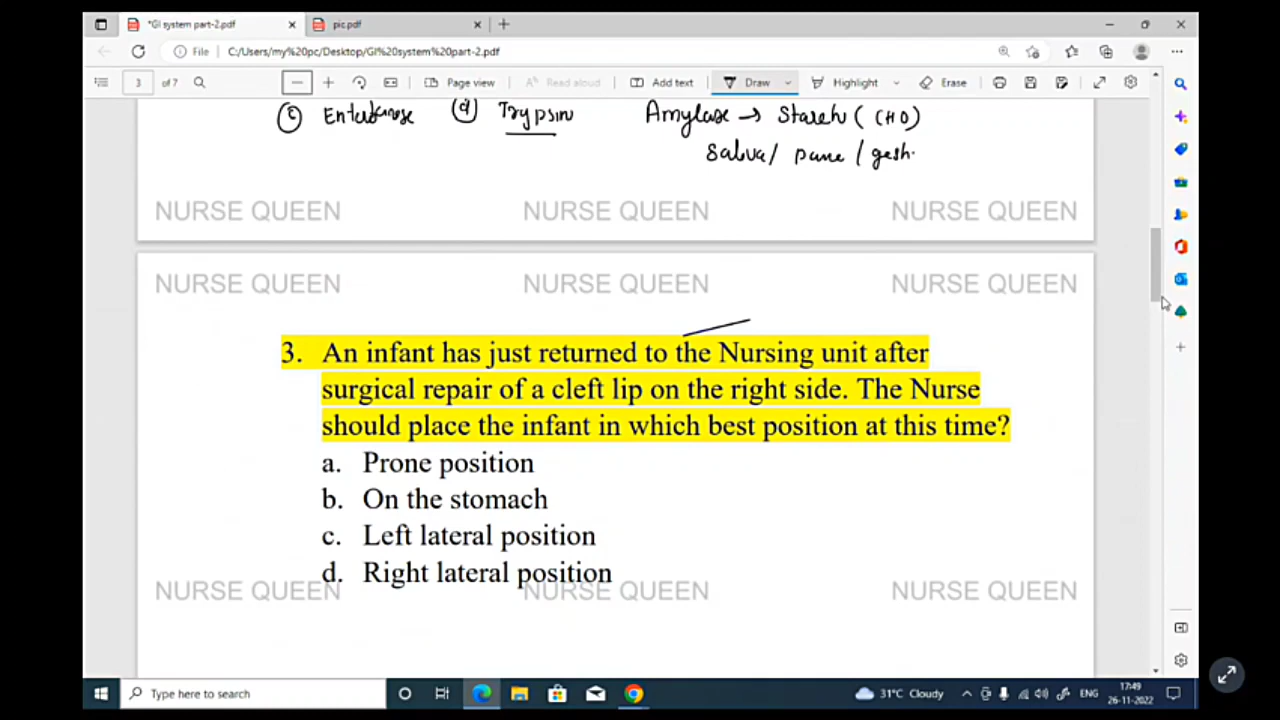 *GI system part-2.pdf
pic.pdf
File
C:/Users/my%20pc/Desktop/GI%20system%20part-2.pdf
3 of 7
Page view
Read aloud
Add text
Draw
Highlight
Erase
(c) (d) Trypsin Amylase → Starch (CHO)
Saliva/ /
NURSE QUEEN NURSE QUEEN NURSE QUEEN
NURSE QUEEN NURSE QUEEN NURSE QUEEN
3. An infant has just returned to the Nursing unit after
surgical repair of a cleft lip on the right side. The Nurse
should place the infant in which best position at this time?
a. Prone position
b. On the stomach
c. Left lateral position
d. Right lateral position
NURSE QUEEN NURSE QUEEN NURSE QUEEN
Type here to search
31°C Cloudy
ENG
17:49
26-11-2022